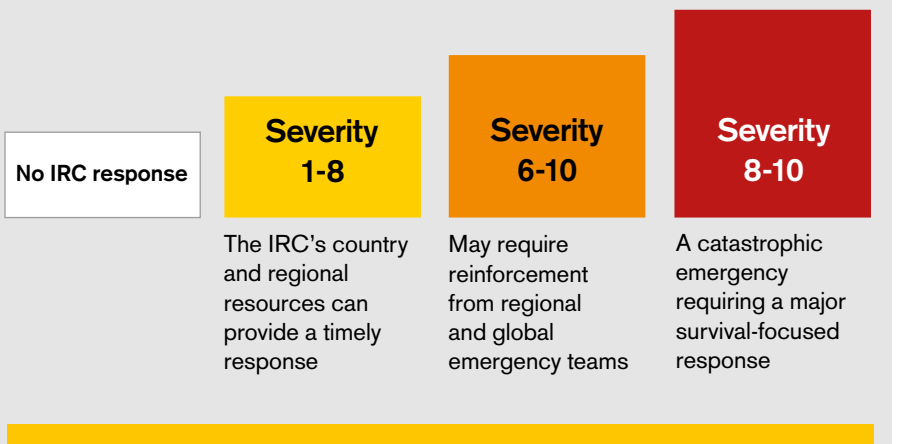 No IRC response
Severity
1-8
The IRC's country
and regional
resources can
provide a timely
response
Severity
6-10
May require
reinforcement
from regional
and global
emergency teams
Severity
8-10
A catastrophic
emergency
requiring a major
survival-focused
response